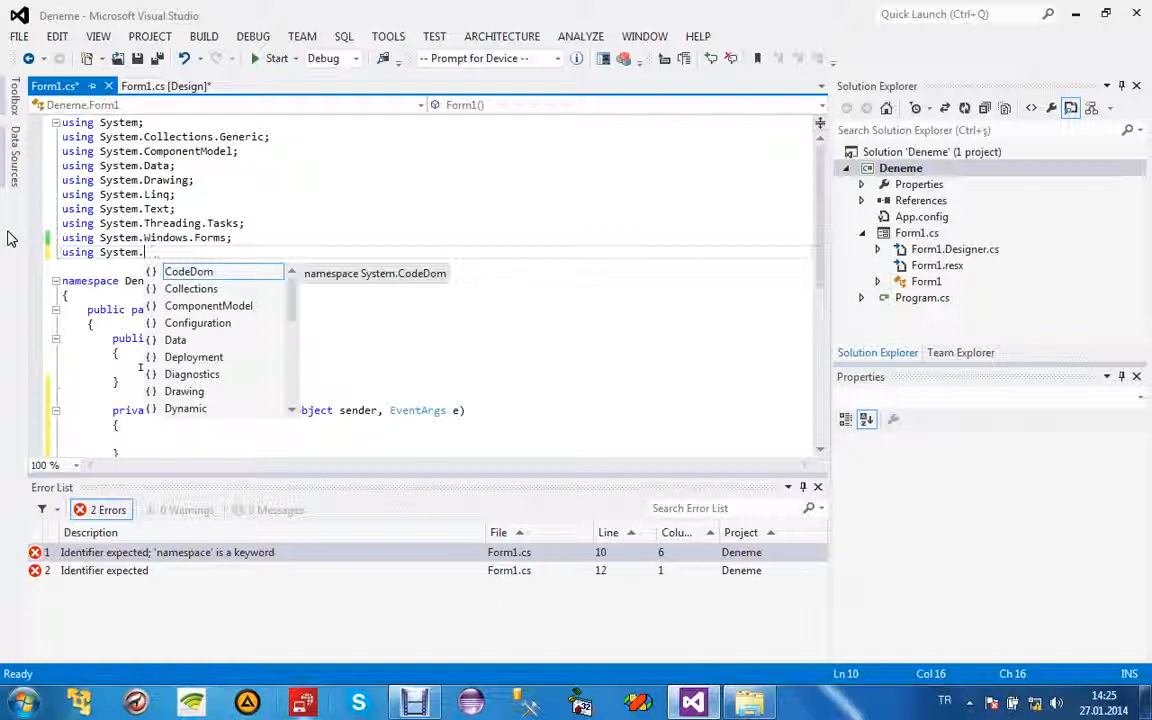 Deneme - Microsoft Visual Studio
Quick Launch (Ctrl+Q)
FILE EDIT VIEW PROJECT BUILD DEBUG TEAM SQL TOOLS TEST ARCHITECTURE ANALYZE WINDOW HELP
Start Debug -- Prompt for Device --
Toolbox
Data Sources
Form1.cs* Form1.cs [Design]*
Deneme.Form1 Form1()
using System;
using System.Collections.Generic;
using System.ComponentModel;
using System.Data;
using System.Drawing;
using System.Linq;
using System.Text;
using System.Threading.Tasks;
using System.Windows.Forms;
using System.
namespace Den
{
public pa
{
publi
{
}
priva bject sender, EventArgs e)
{
}
CodeDom
Collections
ComponentModel
Configuration
Data
Deployment
Diagnostics
Drawing
Dynamic
namespace System.CodeDom
100 %
Error List
2 Errors 0 Warnings 0 Messages
Search Error List
Description File Line Colu... Project
1 Identifier expected; 'namespace' is a keyword Form1.cs 10 6 Deneme
2 Identifier expected Form1.cs 12 1 Deneme
Solution Explorer
Search Solution Explorer (Ctrl+ş)
Solution 'Deneme' (1 project)
Deneme
Properties
References
App.config
Form1.cs
Form1.Designer.cs
Form1.resx
Form1
Program.cs
Solution Explorer Team Explorer
Properties
Ready Ln 10 Col 16 Ch 16 INS
TR
14:25
27.01.2014